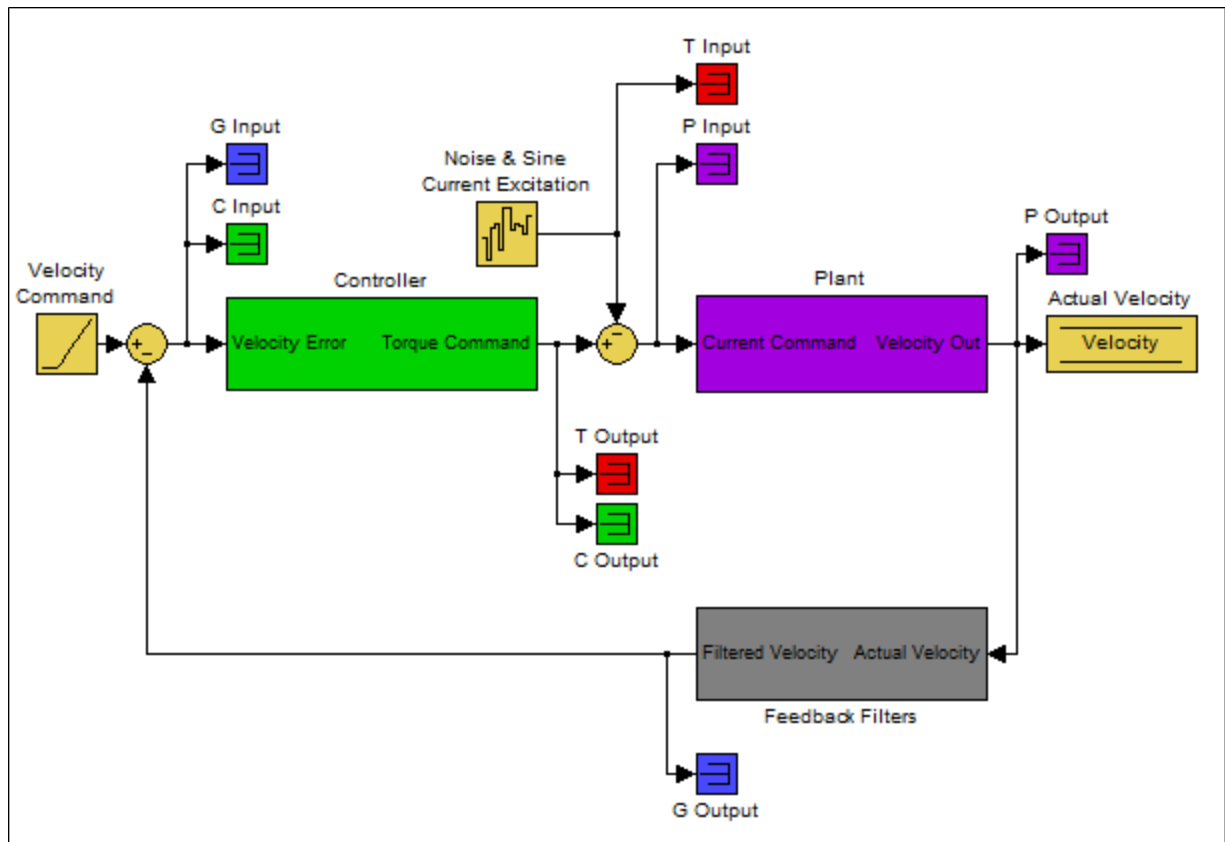 T Input
G Input
P Input
Noise & Sine
Current Excitation
C Input
P Output
Velocity
Command
Controller
Plant
Actual Velocity
+
-
Velocity Error
Torque Command
+
-
Current Command
Velocity Out
Velocity
T Output
C Output
Filtered Velocity
Actual Velocity
Feedback Filters
G Output